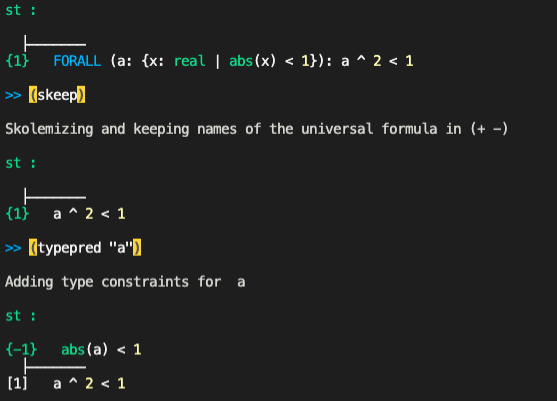 st :
├───────
{1}   FORALL (a: {x: real | abs(x) < 1}): a ^ 2 < 1
>> (skeep)
Skolemizing and keeping names of the universal formula in (+ -)
st :
├───────
{1}   a ^ 2 < 1
>> (typepred "a")
Adding type constraints for  a
st :
{-1}   abs(a) < 1
├───────
[1]   a ^ 2 < 1